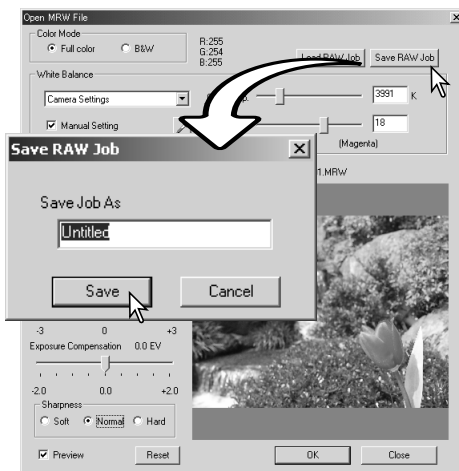 Open MRW File
Color Mode
Full color B&W
R:255
G:254
B:255
Load RAW Job Save RAW Job
White Balance
Camera Settings
3991 K
Manual Setting
18
(Magenta)
1.MRW
Save RAW Job
Save Job As
Untitled
Save Cancel
-3 0 +3
Exposure Compensation 0.0 EV
-2.0 0.0 +2.0
Sharpness
Soft Normal Hard
Preview Reset OK Close